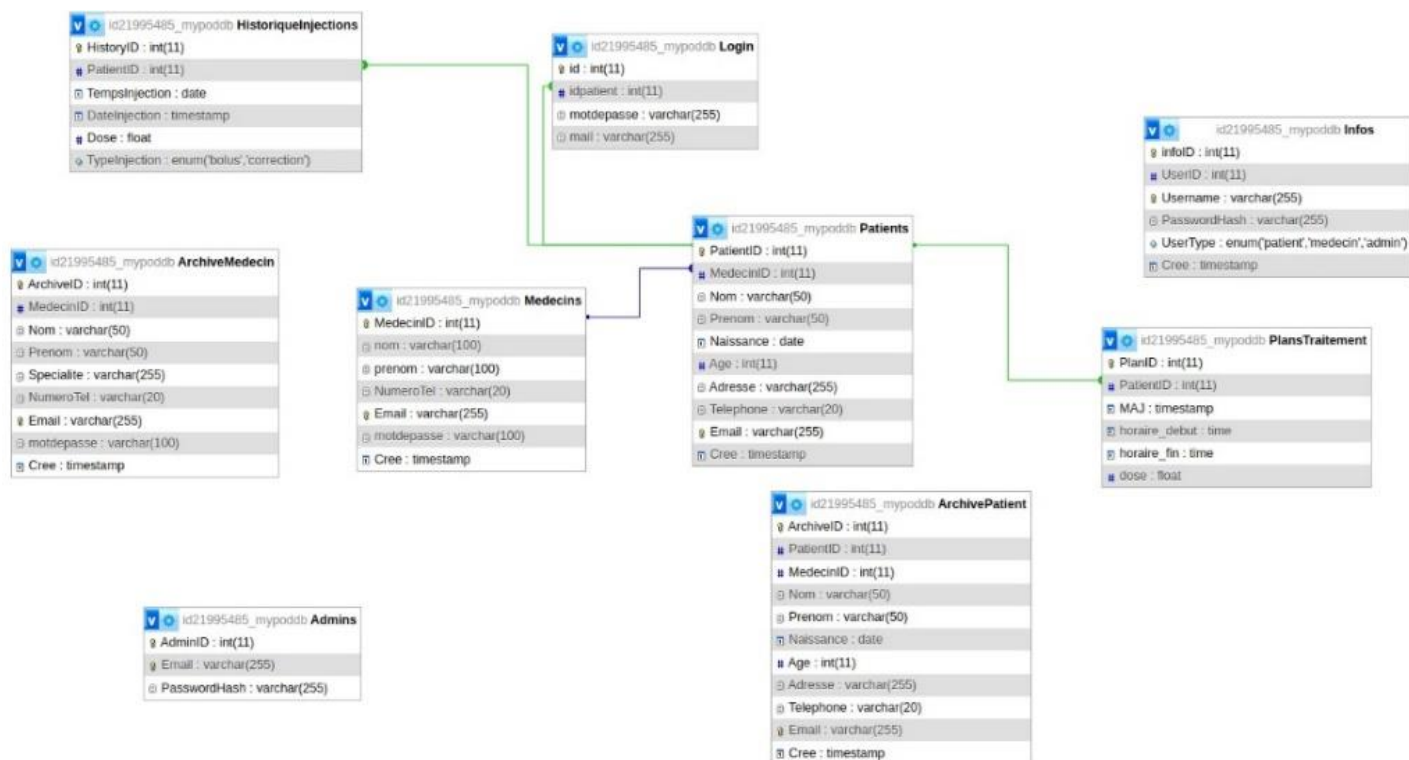 id21995485_mypoddb HistoriqueInjections
HistoryID : int(11)
PatientID : int(11)
TempsInjection : date
DateInjection : timestamp
Dose : float
TypeInjection : enum('bolus','correction')
id21995485_mypoddb Login
id : int(11)
idpatient : int(11)
motdepasse : varchar(255)
mail : varchar(255)
id21995485_mypoddb Infos
infoID : int(11)
UserID : int(11)
Username : varchar(255)
PasswordHash : varchar(255)
UserType : enum('patient','medecin','admin')
Cree : timestamp
id21995485_mypoddb ArchiveMedecin
ArchiveID : int(11)
MedecinID : int(11)
Nom : varchar(50)
Prenom : varchar(50)
Specialite : varchar(255)
NumeroTel : varchar(20)
Email : varchar(255)
motdepasse : varchar(100)
Cree : timestamp
id21995485_mypoddb Medecins
MedecinID : int(11)
nom : varchar(100)
prenom : varchar(100)
NumeroTel : varchar(20)
Email : varchar(255)
motdepasse : varchar(100)
Cree : timestamp
id21995485_mypoddb Patients
PatientID : int(11)
MedecinID : int(11)
Nom : varchar(50)
Prenom : varchar(50)
Naissance : date
Age : int(11)
Adresse : varchar(255)
Telephone : varchar(20)
Email : varchar(255)
Cree : timestamp
id21995485_mypoddb PlansTraitement
PlanID : int(11)
PatientID : int(11)
MAJ : timestamp
horaire_debut : time
horaire_fin : time
dose : float
id21995485_mypoddb ArchivePatient
ArchiveID : int(11)
PatientID : int(11)
MedecinID : int(11)
Nom : varchar(50)
Prenom : varchar(50)
Naissance : date
Age : int(11)
Adresse : varchar(255)
Telephone : varchar(20)
Email : varchar(255)
Cree : timestamp
id21995485_mypoddb Admins
AdminID : int(11)
Email : varchar(255)
PasswordHash : varchar(255)